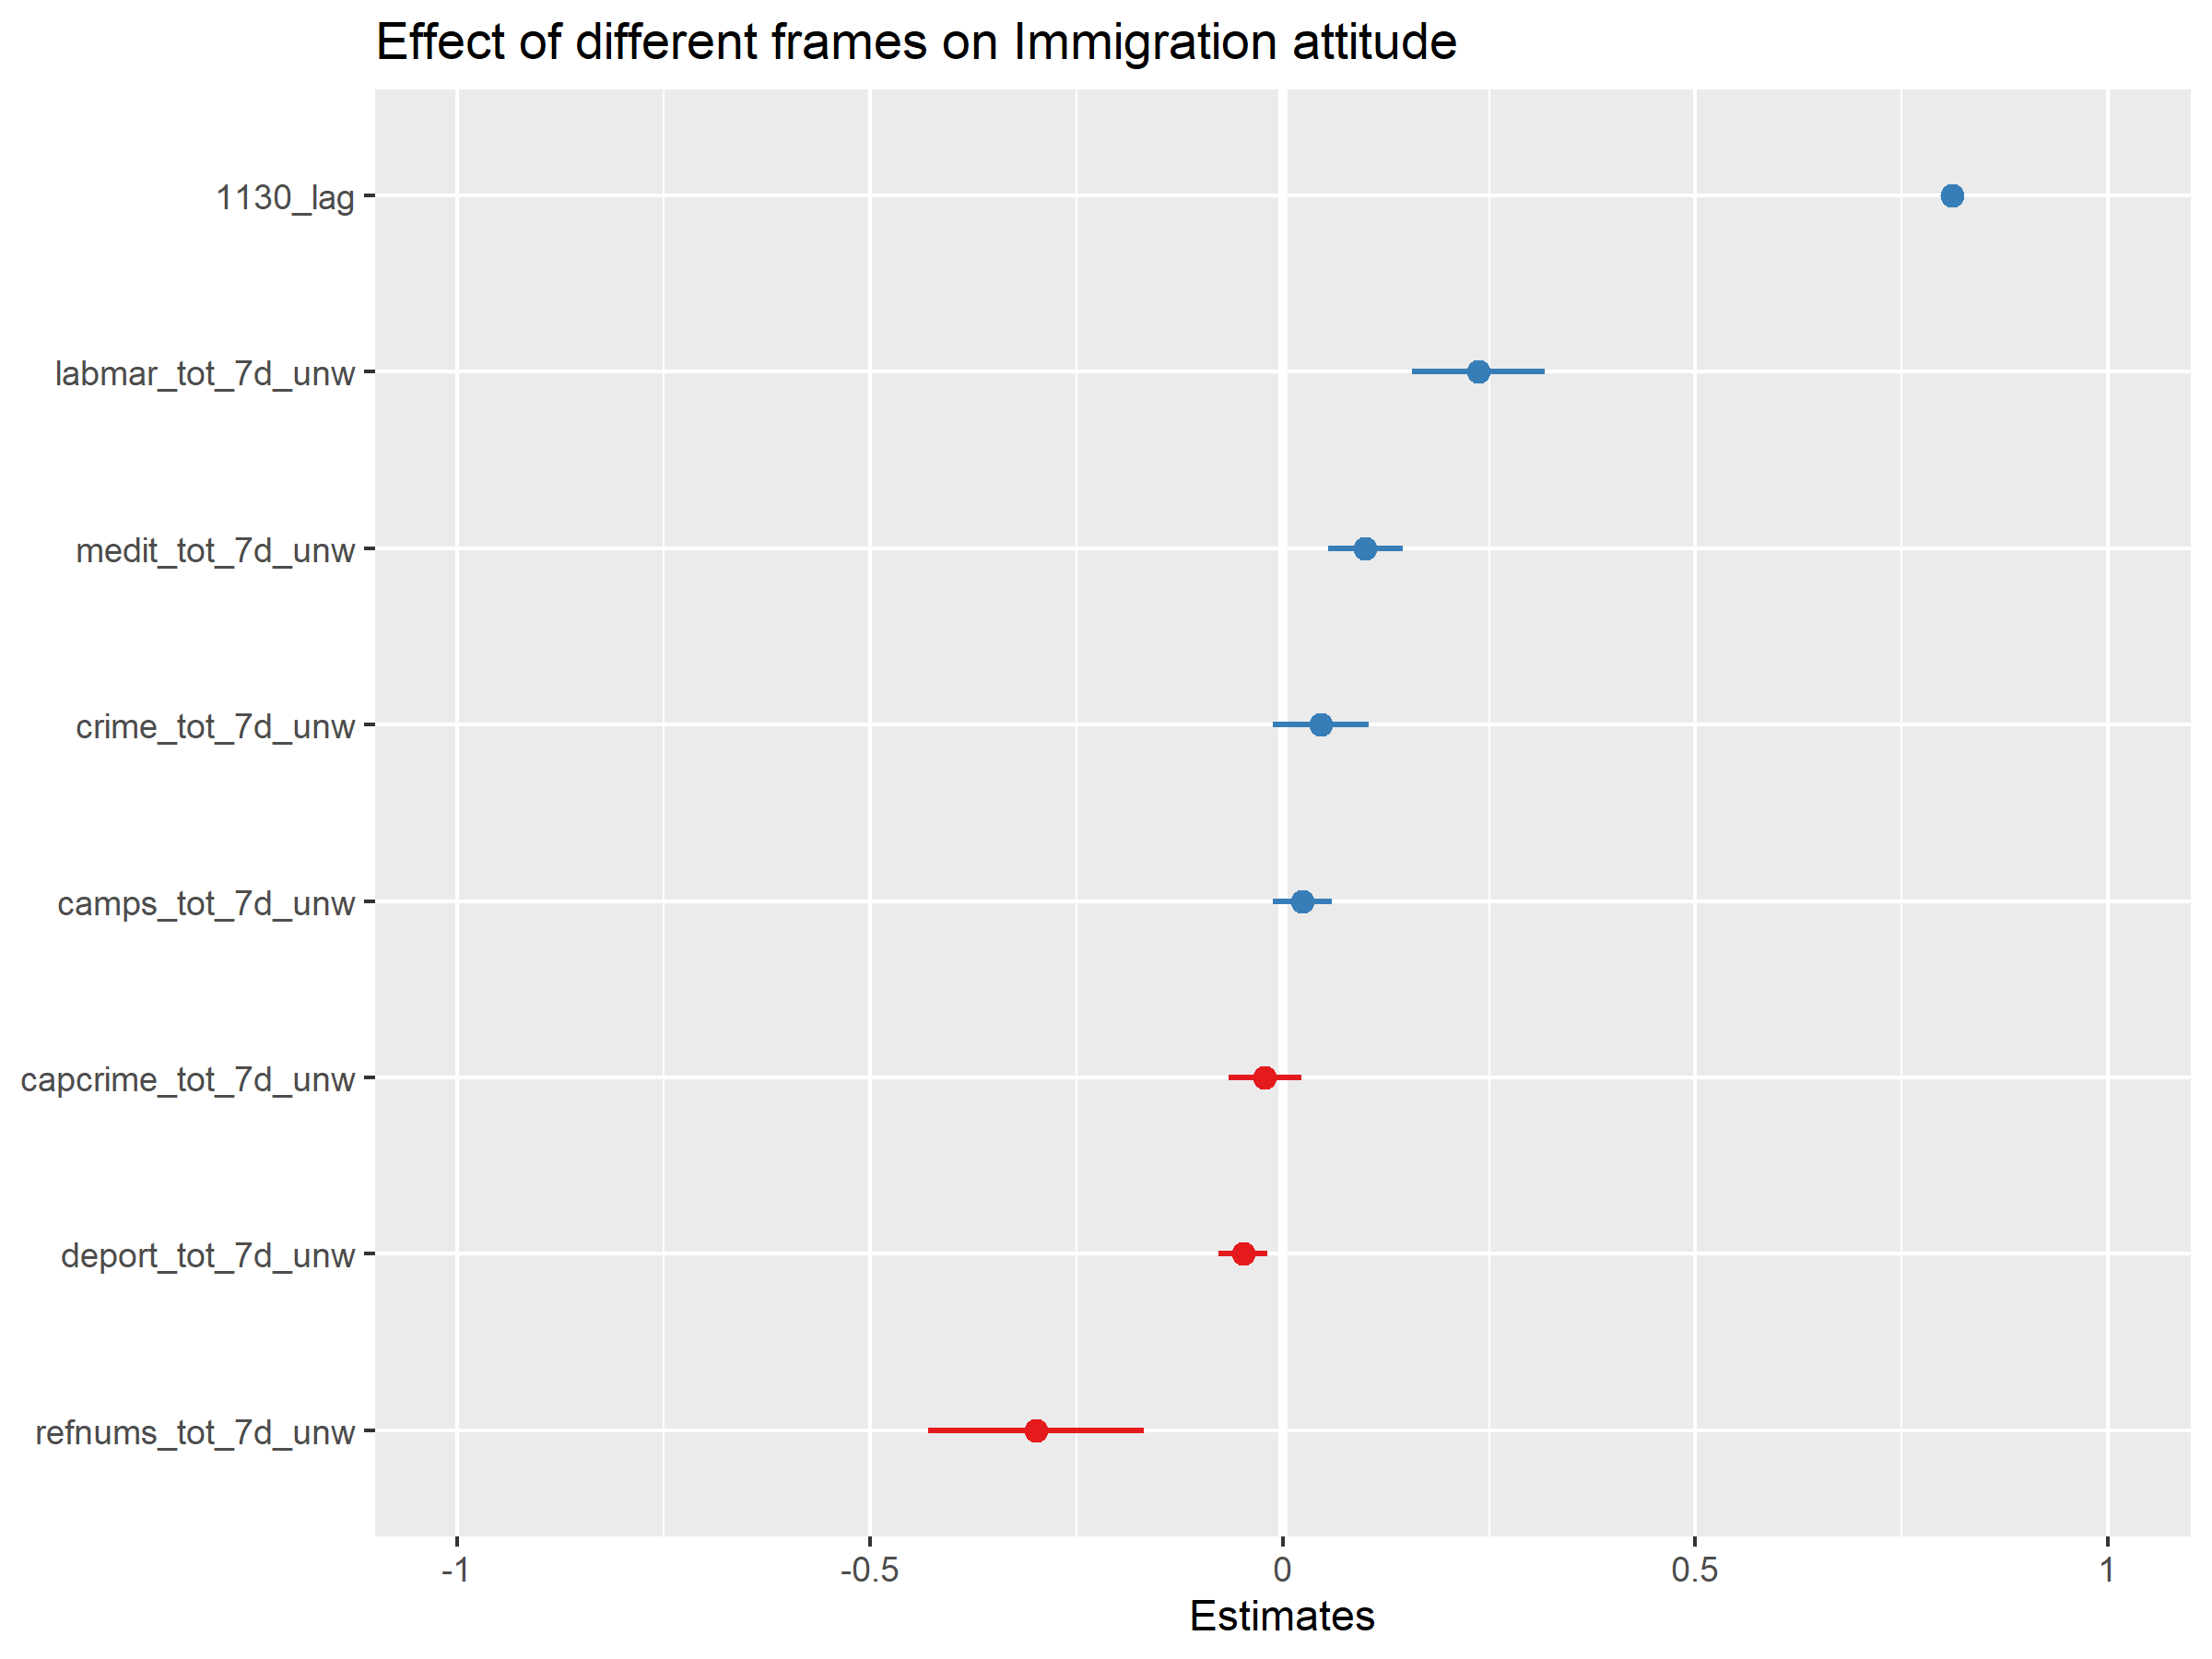 Effect of different frames on Immigration attitude
1130_lag
labmar_tot_7d_unw
medit_tot_7d_unw
crime_tot_7d_unw
camps_tot_7d_unw
capcrime_tot_7d_unw
deport_tot_7d_unw
refnums_tot_7d_unw
-1 -0.5 0 0.5 1
Estimates